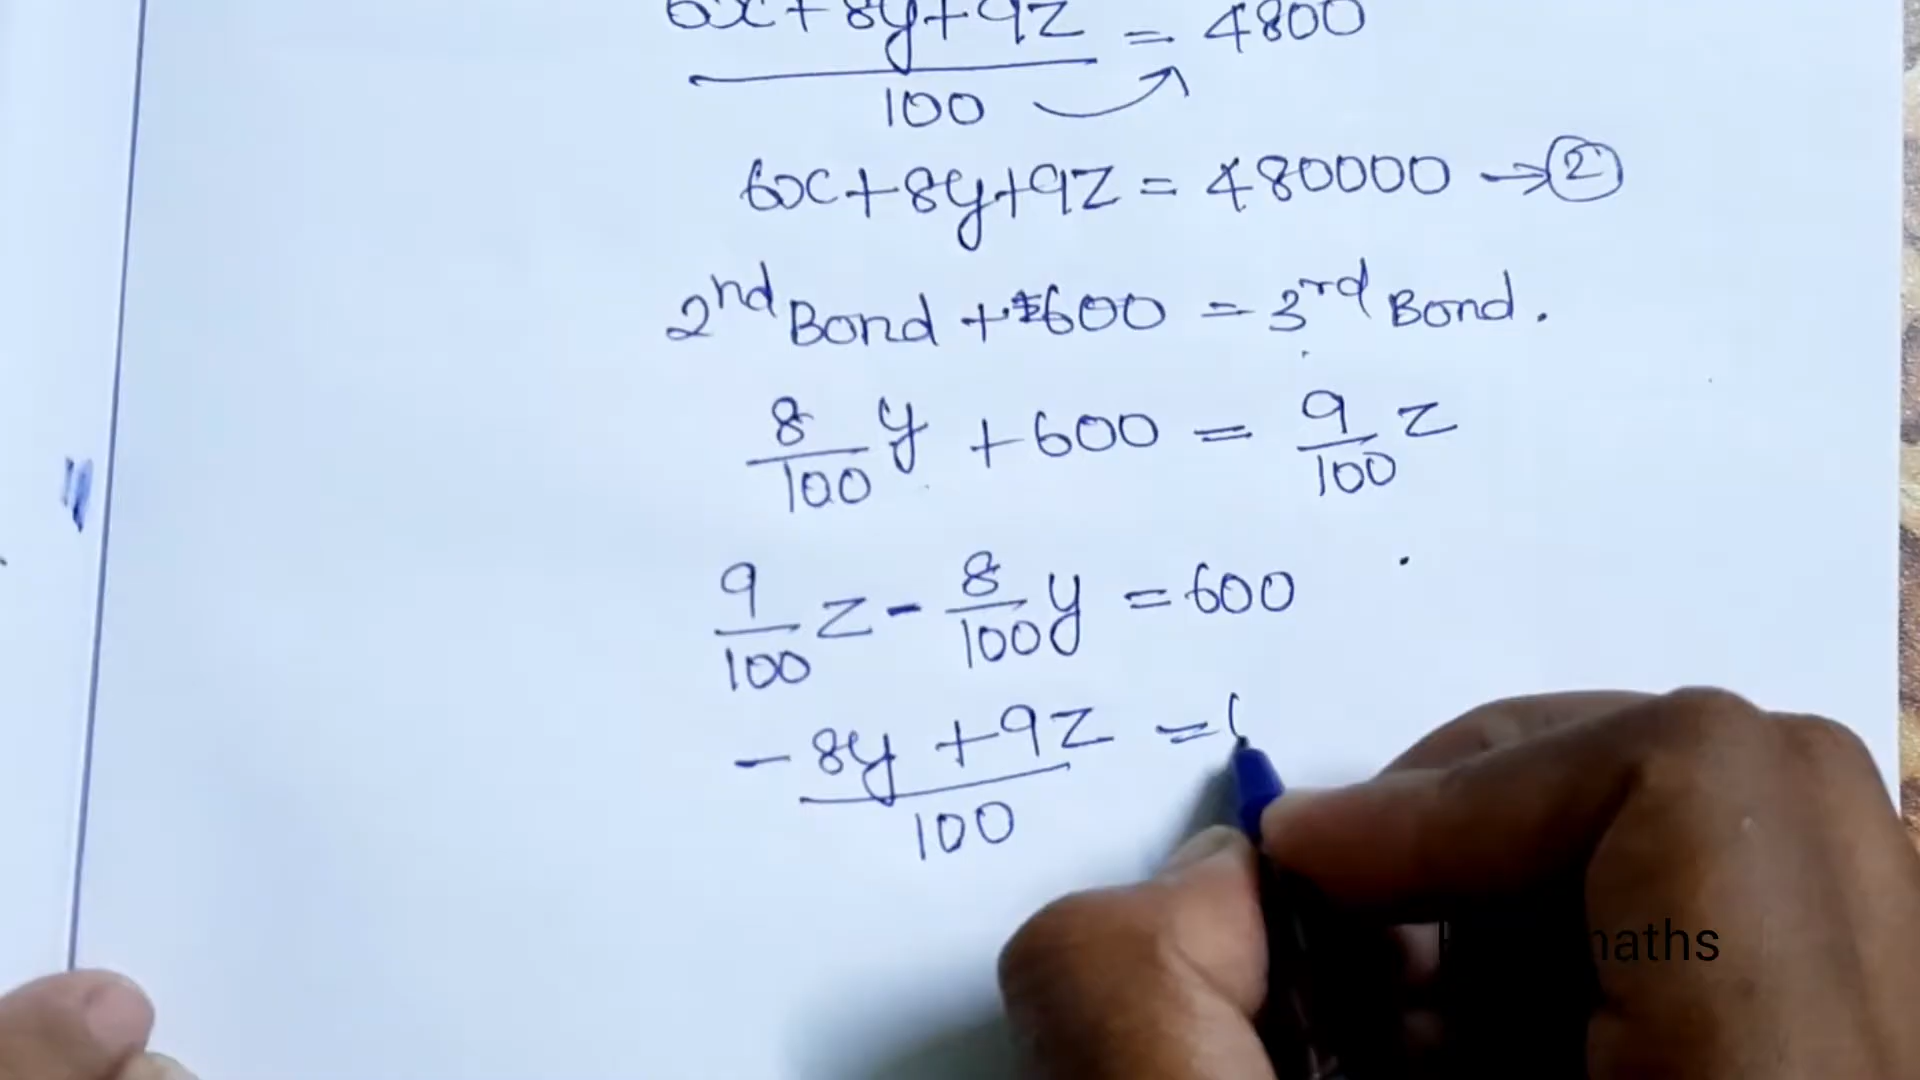 6x+8y+9z = 4800
100
6x+8y+9z = 480000 → ②
2nd Bond + ₹600 = 3rd Bond.
8/100 y + 600 = 9/100 z
9/100 z - 8/100 y = 600
- 8y + 9z =
100
maths